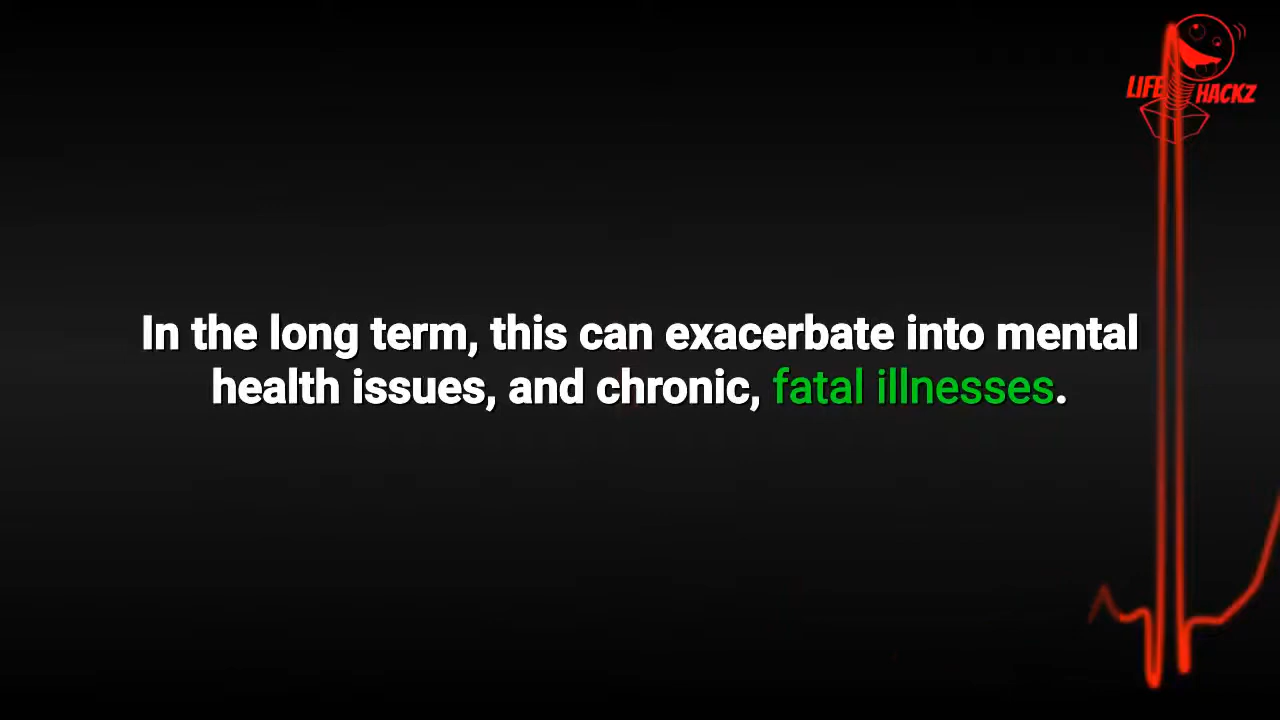 LIFE HACKZ
In the long term, this can exacerbate into mental
health issues, and chronic, fatal illnesses.